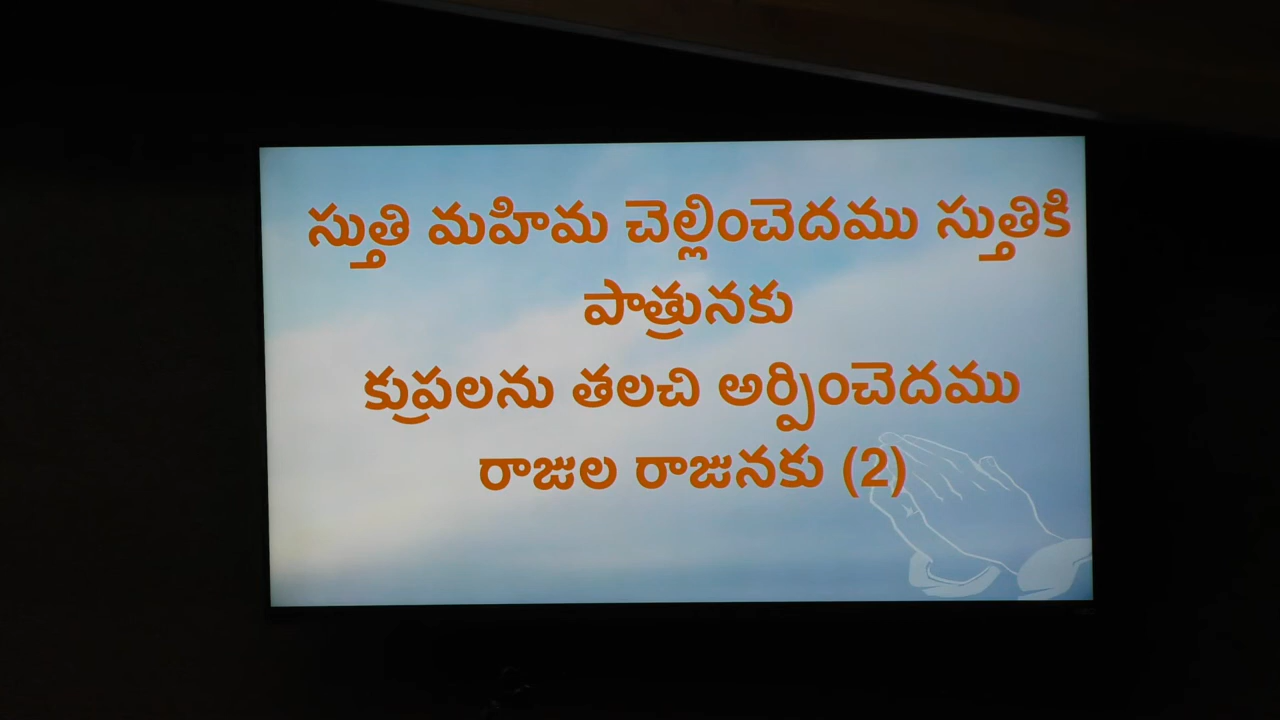 స్తుతి మహిమ చెల్లించెదము స్తుతికి
పాత్రునకు
క్రుపలను తలచి అర్పించెదము
రాజుల రాజునకు (2)